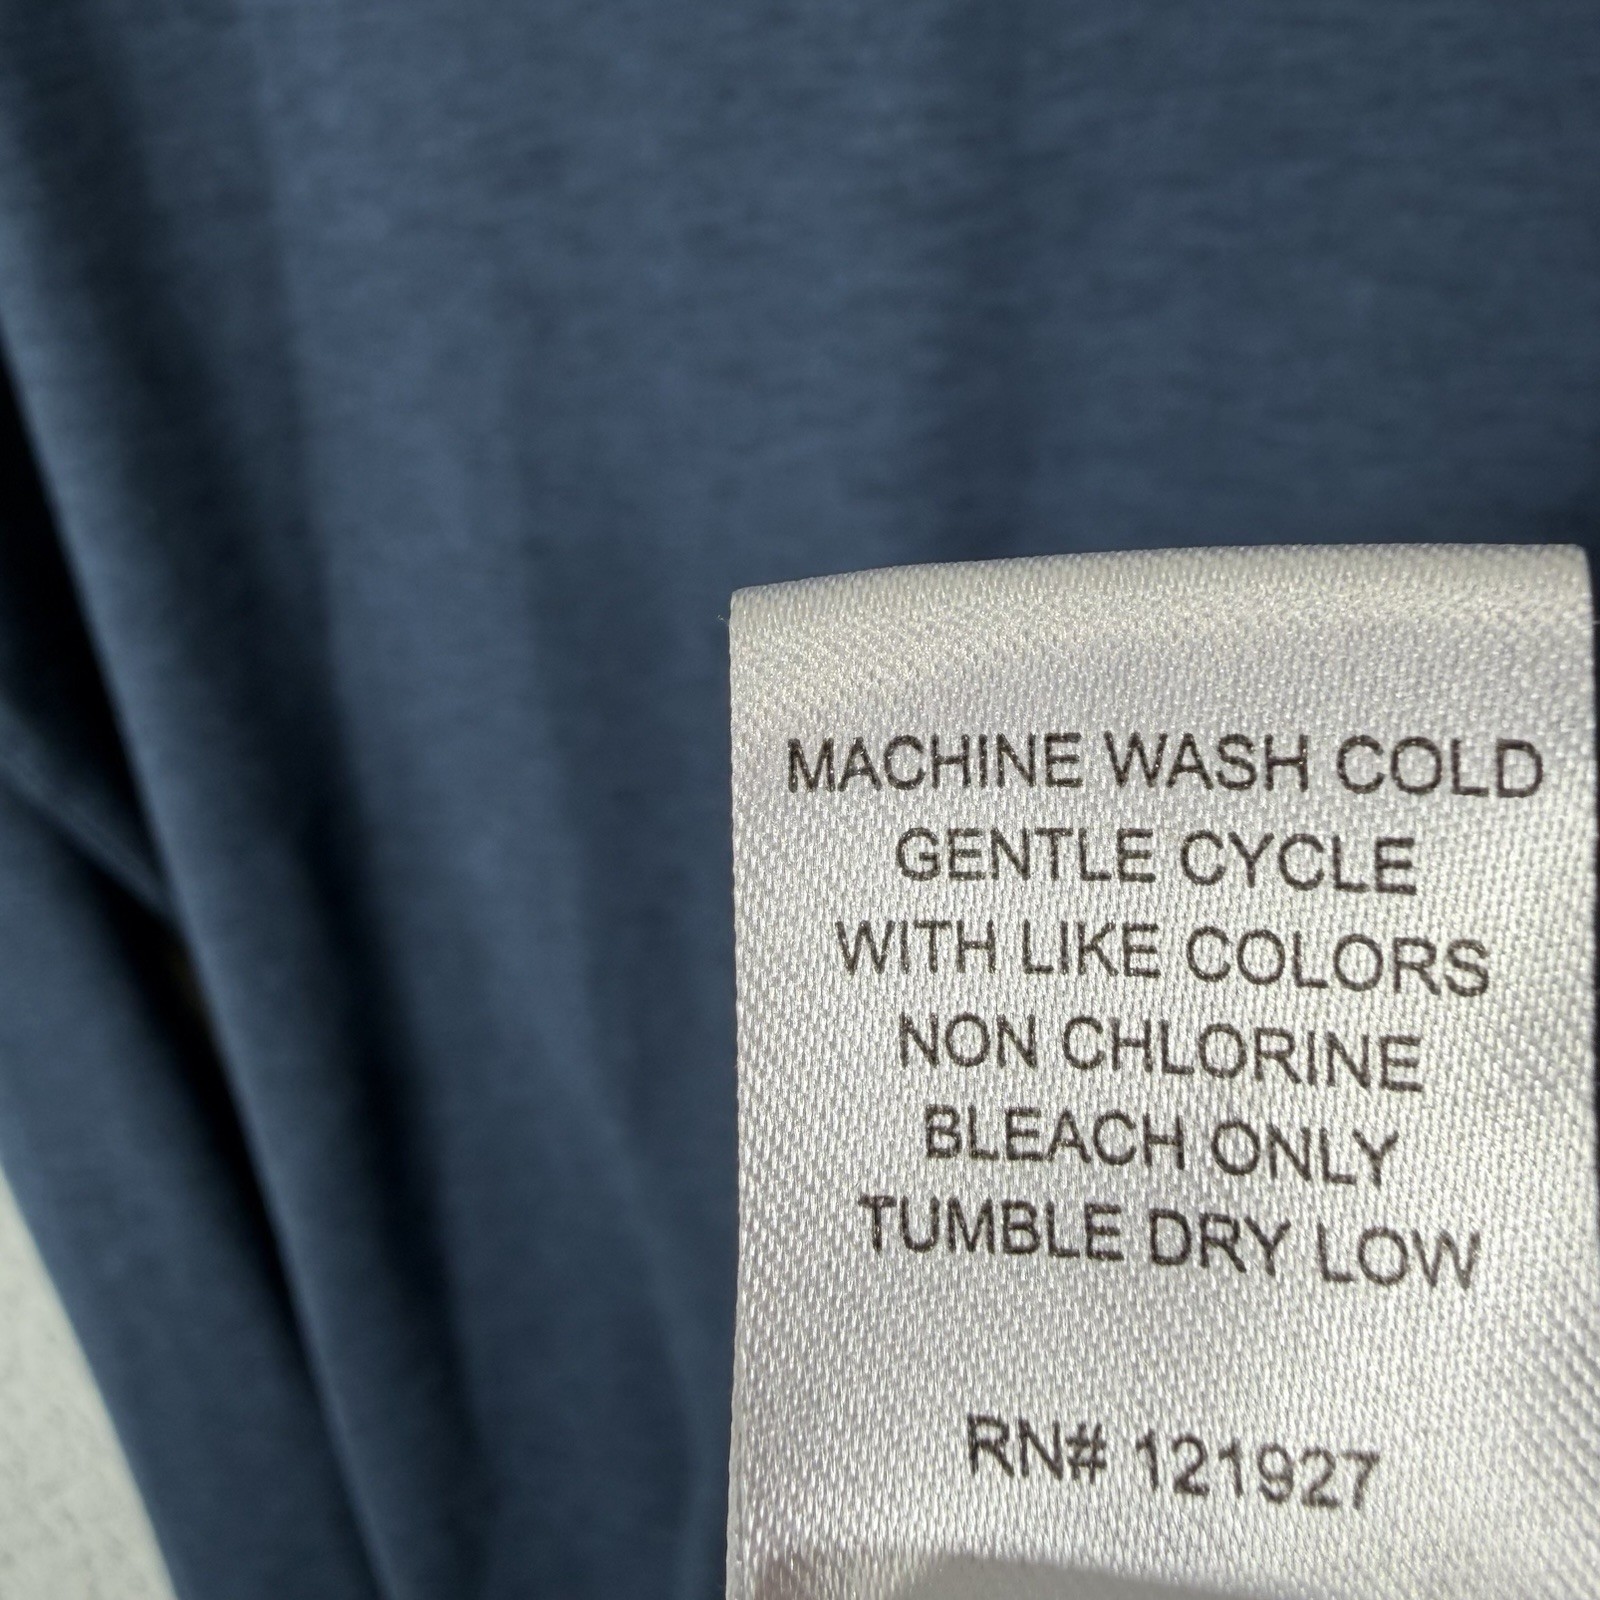 MACHINE WASH COLD
GENTLE CYCLE
WITH LIKE COLORS
NON CHLORINE
BLEACH ONLY
TUMBLE DRY LOW
RN# 121927